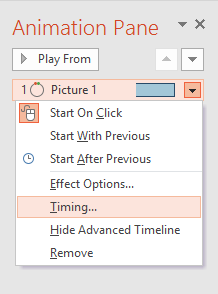 Animation Pane
Play From
1 Picture 1
Start On Click
Start With Previous
Start After Previous
Effect Options...
Timing...
Hide Advanced Timeline
Remove